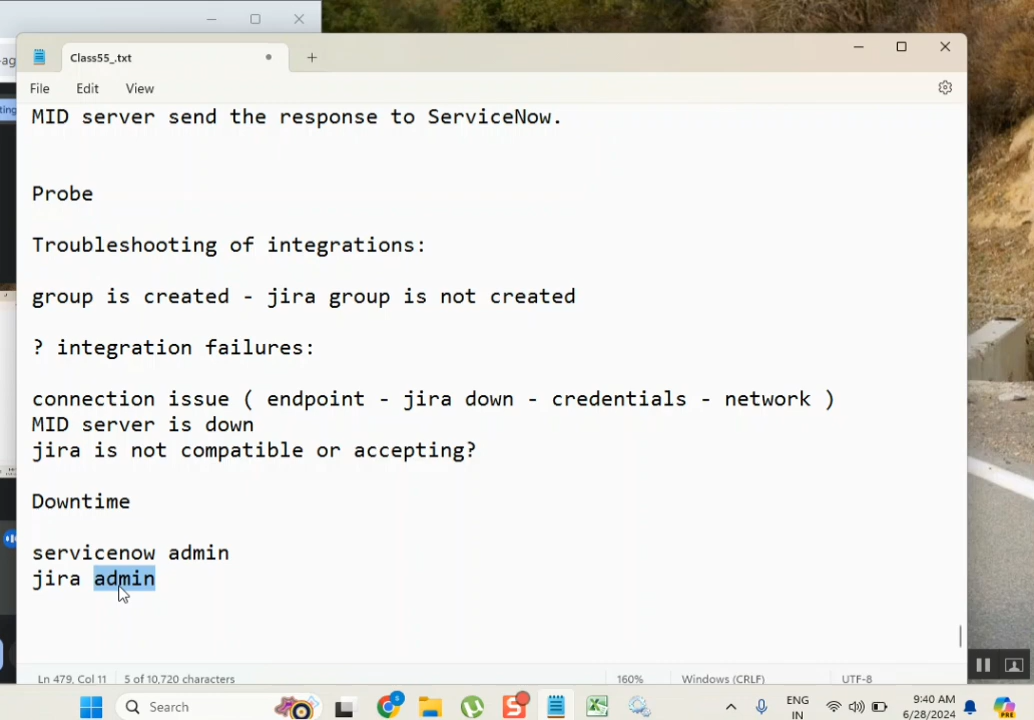 Class55_.txt
File Edit View
MID server send the response to ServiceNow.
Probe
Troubleshooting of integrations:
group is created - jira group is not created
? integration failures:
connection issue ( endpoint - jira down - credentials - network )
MID server is down
jira is not compatible or accepting?
Downtime
servicenow admin
jira admin
Ln 479, Col 11 5 of 10,720 characters 160% Windows (CRLF) UTF-8
Search
ENG
IN
9:40 AM
6/28/2024